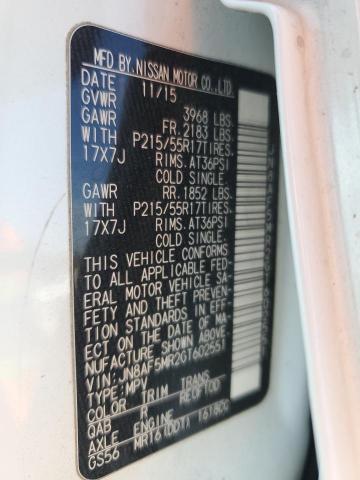 MFD BY NISSAN MOTOR CO., LTD.
DATE 11/15
GVWR 3968 LBS.
GAWR FR. 2183 LBS.
WITH P215/55R17TIRES.
17X7J RIMS. AT36PSI
COLD SINGLE.
GAWR RR. 1852 LBS.
WITH P215/55R17TIRES.
17X7J RIMS. AT36PSI
COLD SINGLE.
THIS VEHICLE CONFORMS
TO ALL APPLICABLE FED-
ERAL MOTOR VEHICLE SA-
FETY AND THEFT PREVEN-
TION STANDARDS IN EFF-
ECT ON THE DATE OF MA-
NUFACTURE SHOWN ABOVE.
VIN: JN8AF5MR2GT602551
TYPE: MPV
COLOR TRIM TRANS
QAB R RE0F10D
AXLE ENGINE
GS56 MR16(DDT) 1618CC